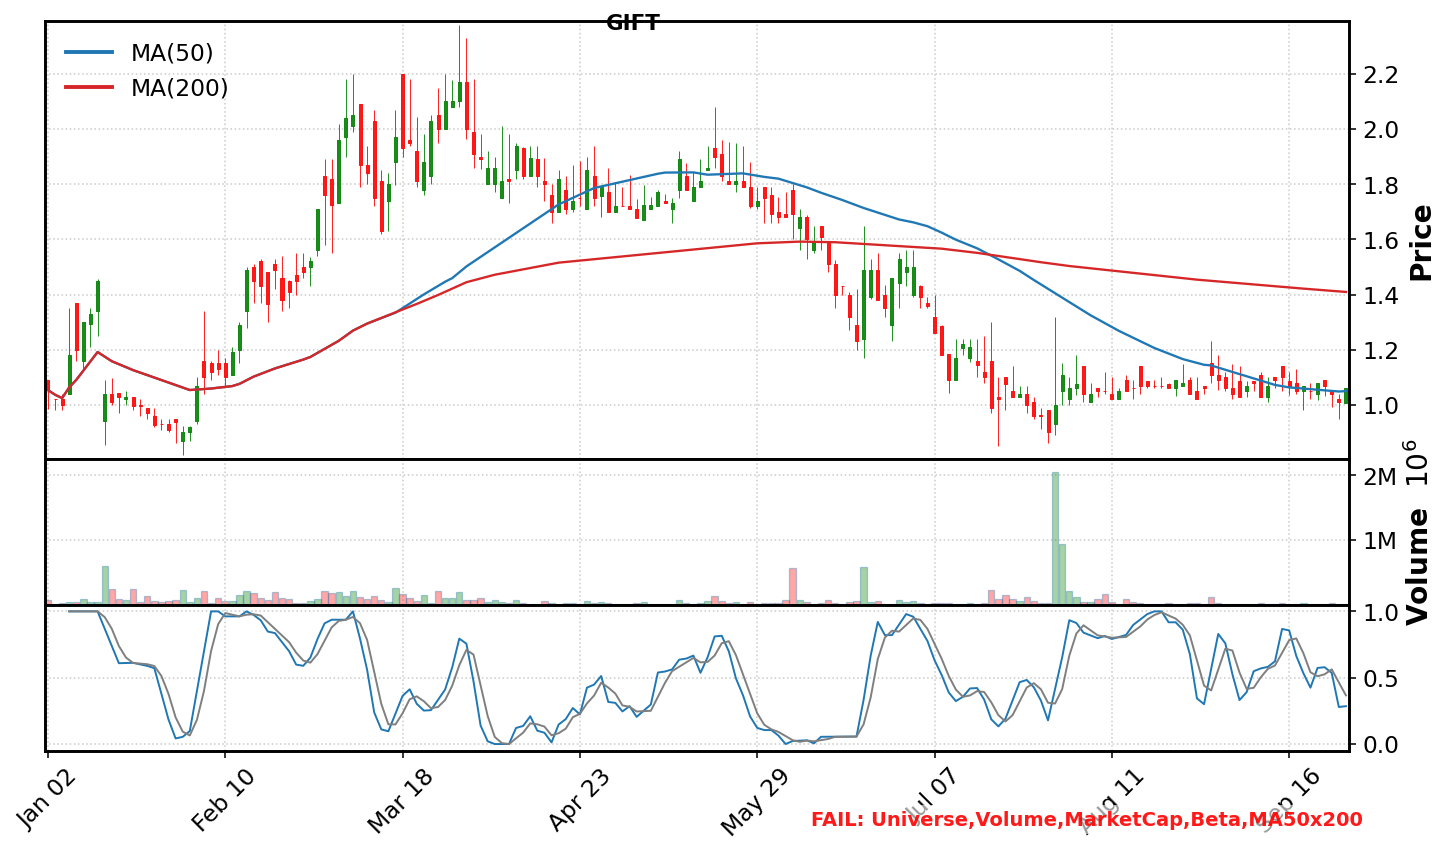 GIFT
MA(50)
MA(200)
2.2
2.0
1.8
1.6
1.4
1.2
1.0
Price
2M
1M
Volume 10^6
1.0
0.5
0.0
Jan 02
Feb 10
Mar 18
Apr 23
May 29
Jul 07
Aug 11
Sep 16
FAIL: Universe,Volume,MarketCap,Beta,MA50x200